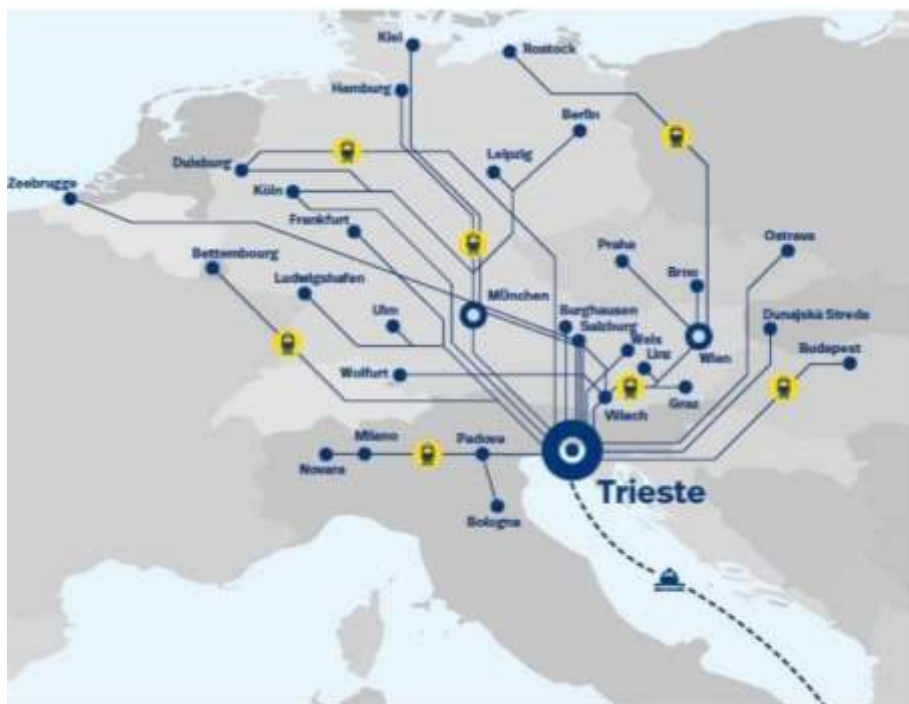 Kiel
Rostock
Hamburg
Berlin
Duisburg
Leipzig
Zeebrugge
Köln
Frankfurt
Praha
Ostrava
Bettembourg
Brno
Ludwigshafen
München
Ulm
Burghausen
Salzburg
Dunajská Streda
Wels
Linz
Wien
Budapest
Wolfurt
Villach
Graz
Milano
Padova
Novara
Trieste
Bologna